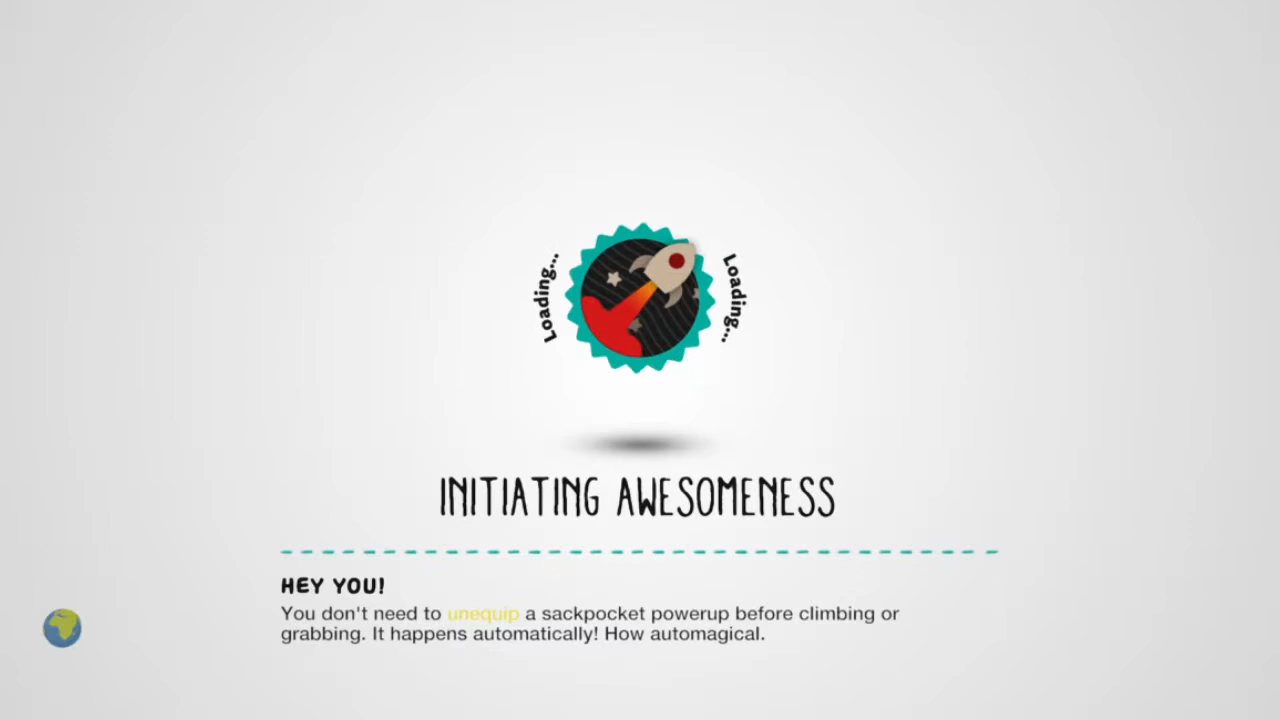 Loading...
Loading...
INITIATING AWESOMENESS
HEY YOU!
You don't need to unequip a sackpocket powerup before climbing or
grabbing. It happens automatically! How automagical.